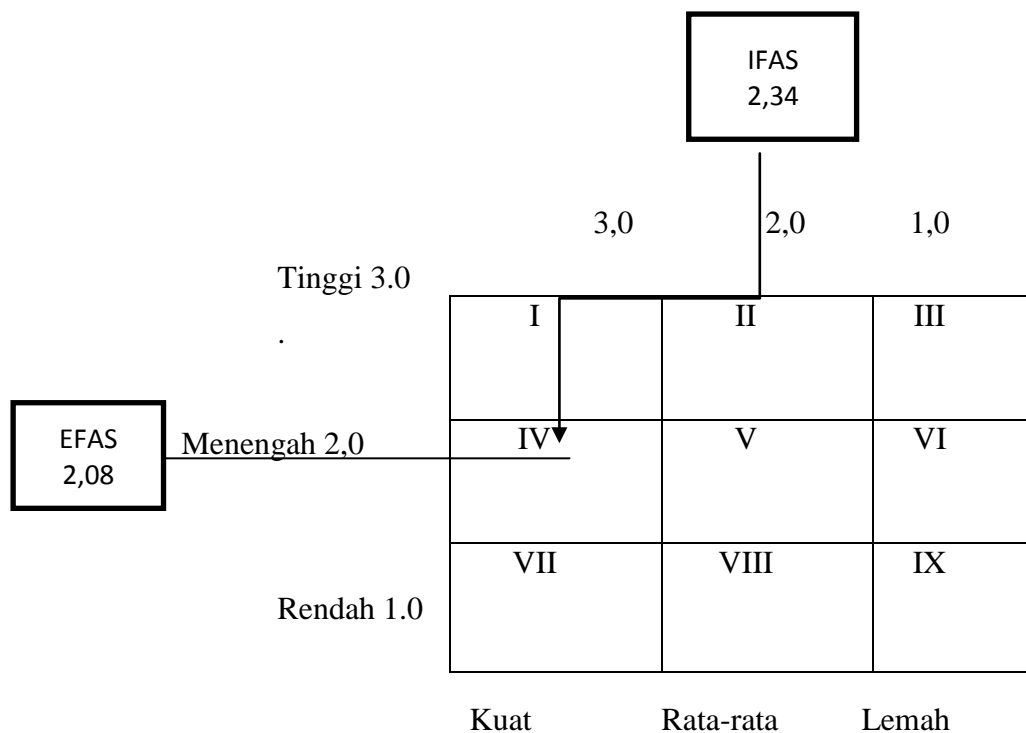 IFAS
2,34
3,0 2,0 1,0
Tinggi 3.0
.
I II III
EFAS
2,08
Menengah 2,0
IV V VI
VII VIII IX
Rendah 1.0
Kuat Rata-rata Lemah